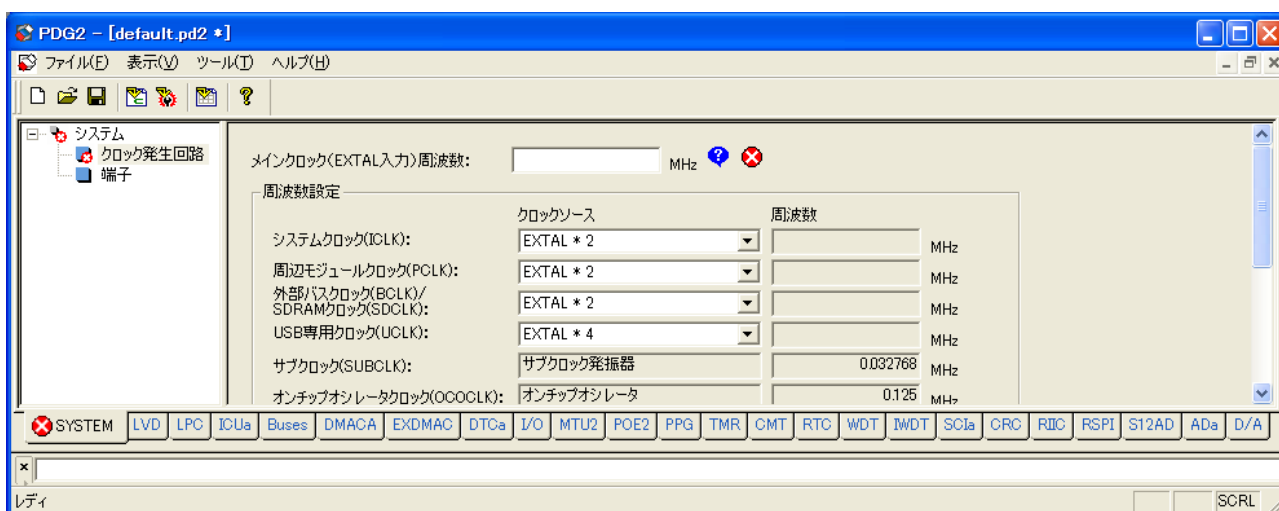 PDG2 - [default.pd2 *]
ファイル(F) 表示(V) ツール(T) ヘルプ(H)
システム
クロック発生回路
端子
メインクロック(EXTAL入力)周波数: MHz
周波数設定
クロックソース 周波数
システムクロック(ICLK): EXTAL * 2 MHz
周辺モジュールクロック(PCLK): EXTAL * 2 MHz
外部バスクロック(BCLK)/
SDRAMクロック(SDCLK): EXTAL * 2 MHz
USB専用クロック(UCLK): EXTAL * 4 MHz
サブクロック(SUBCLK): サブクロック発振器 0.032768 MHz
オンチップオシレータクロック(OCOCLK): オンチップオシレータ 0.125 MHz
SYSTEM LVD LPC ICUa Buses DMACA EXDMAC DTCa I/O MTU2 POE2 PPG TMR CMT RTC WDT IWDT SCIa CRC RIIC RSPI S12AD ADa D/A
レディ SCRL